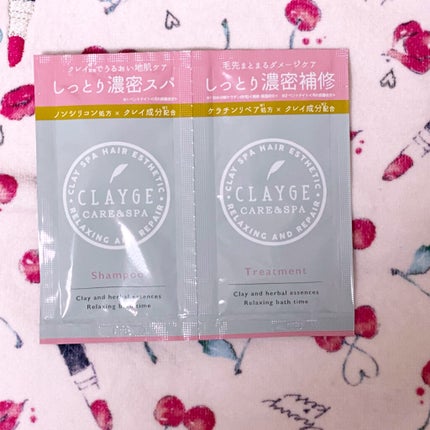 クレイ配合でうるおい地肌ケア
しっとり濃密スパ
ノンシリコン処方 × クレイ成分配合
CLAY SPA HAIR ESTHETIC
CLAYGE
CARE&SPA
RELAXING AND REPAIR
Shampoo
Clay and herbal essences
Relaxing bath time
毛先まとまるダメージケア
しっとり濃密補修
ケラチンリペア処方 × クレイ成分配合
CLAY SPA HAIR ESTHETIC
CLAYGE
CARE&SPA
RELAXING AND REPAIR
Treatment
Clay and herbal essences
Relaxing bath time